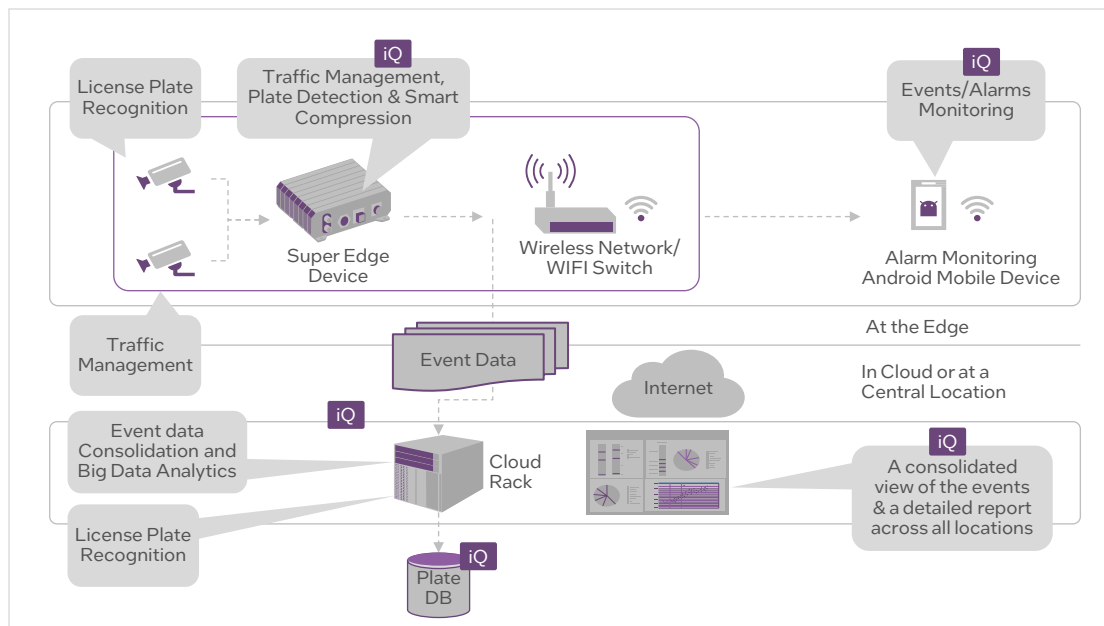 iQ
License Plate
Recognition
Traffic Management,
Plate Detection & Smart
Compression
iQ
Events/Alarms
Monitoring
Super Edge
Device
Wireless Network/
WIFI Switch
Alarm Monitoring
Android Mobile Device
Traffic
Management
At the Edge
Event Data
Internet
In Cloud or at a
Central Location
iQ
Event data
Consolidation and
Big Data Analytics
Cloud
Rack
iQ
A consolidated
view of the events
& a detailed report
across all locations
License Plate
Recognition
iQ
Plate
DB